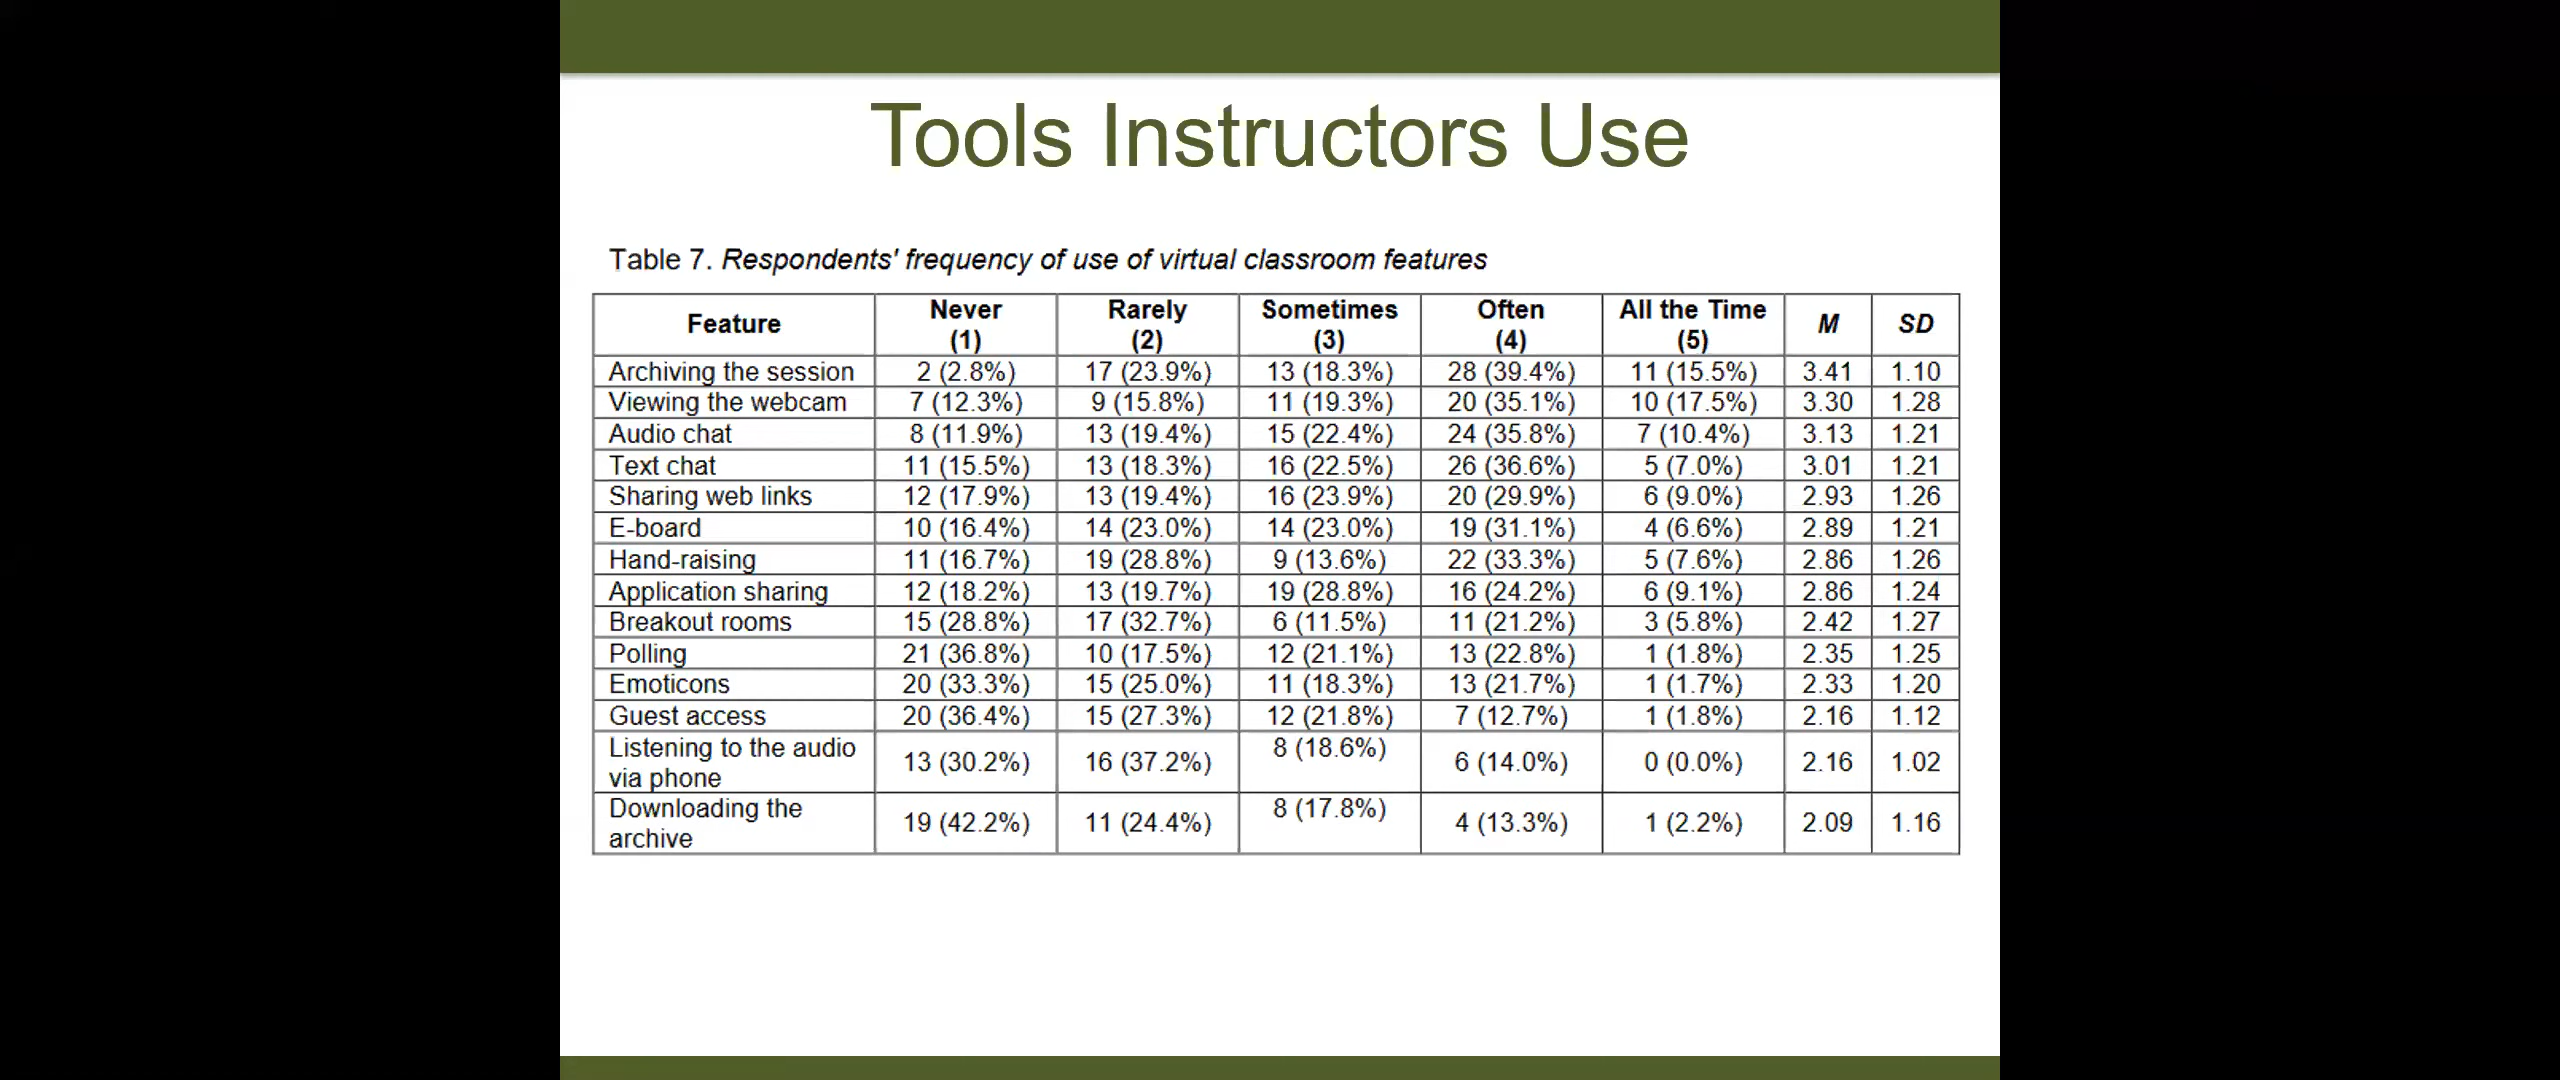 Tools Instructors Use
Table 7. Respondents' frequency of use of virtual classroom features
Feature Never (1) Rarely (2) Sometimes (3) Often (4) All the Time (5) M SD
Archiving the session 2 (2.8%) 17 (23.9%) 13 (18.3%) 28 (39.4%) 11 (15.5%) 3.41 1.10
Viewing the webcam 7 (12.3%) 9 (15.8%) 11 (19.3%) 20 (35.1%) 10 (17.5%) 3.30 1.28
Audio chat 8 (11.9%) 13 (19.4%) 15 (22.4%) 24 (35.8%) 7 (10.4%) 3.13 1.21
Text chat 11 (15.5%) 13 (18.3%) 16 (22.5%) 26 (36.6%) 5 (7.0%) 3.01 1.21
Sharing web links 12 (17.9%) 13 (19.4%) 16 (23.9%) 20 (29.9%) 6 (9.0%) 2.93 1.26
E-board 10 (16.4%) 14 (23.0%) 14 (23.0%) 19 (31.1%) 4 (6.6%) 2.89 1.21
Hand-raising 11 (16.7%) 19 (28.8%) 9 (13.6%) 22 (33.3%) 5 (7.6%) 2.86 1.26
Application sharing 12 (18.2%) 13 (19.7%) 19 (28.8%) 16 (24.2%) 6 (9.1%) 2.86 1.24
Breakout rooms 15 (28.8%) 17 (32.7%) 6 (11.5%) 11 (21.2%) 3 (5.8%) 2.42 1.27
Polling 21 (36.8%) 10 (17.5%) 12 (21.1%) 13 (22.8%) 1 (1.8%) 2.35 1.25
Emoticons 20 (33.3%) 15 (25.0%) 11 (18.3%) 13 (21.7%) 1 (1.7%) 2.33 1.20
Guest access 20 (36.4%) 15 (27.3%) 12 (21.8%) 7 (12.7%) 1 (1.8%) 2.16 1.12
Listening to the audio via phone 13 (30.2%) 16 (37.2%) 8 (18.6%) 6 (14.0%) 0 (0.0%) 2.16 1.02
Downloading the archive 19 (42.2%) 11 (24.4%) 8 (17.8%) 4 (13.3%) 1 (2.2%) 2.09 1.16